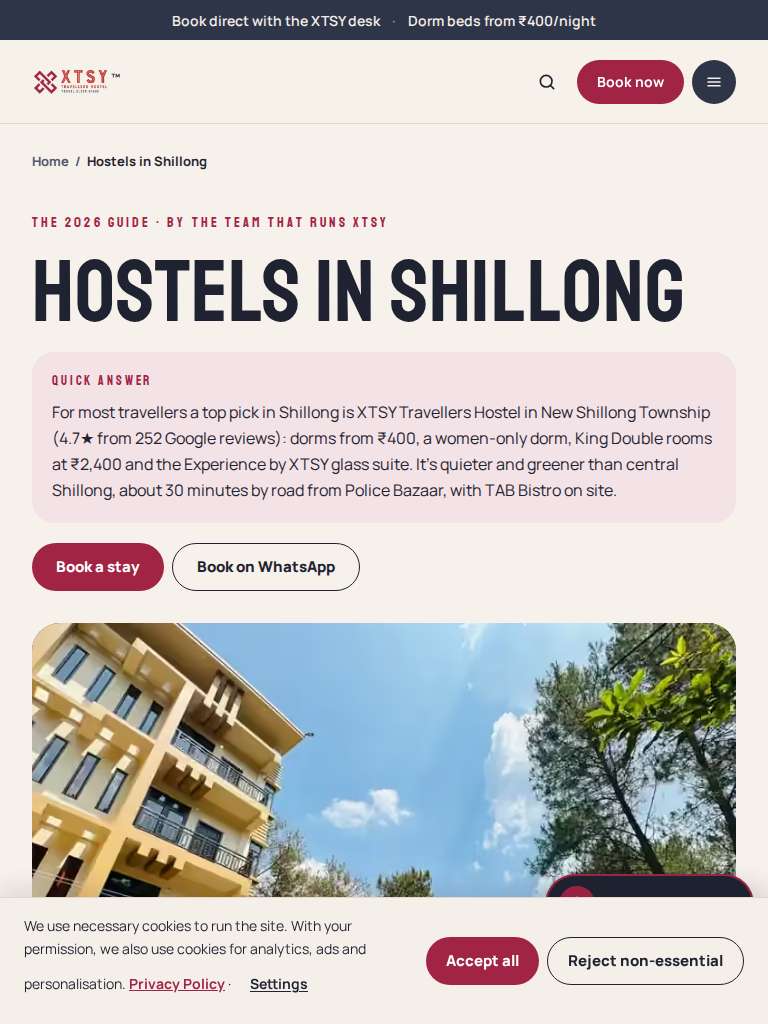 Book direct with the XTSY desk · Dorm beds from ₹400/night
XTSY™
TRAVELLERS HOSTEL
Book now
Home / Hostels in Shillong
THE 2026 GUIDE · BY THE TEAM THAT RUNS XTSY
HOSTELS IN SHILLONG
QUICK ANSWER
For most travellers a top pick in Shillong is XTSY Travellers Hostel in New Shillong Township
(4.7★ from 252 Google reviews): dorms from ₹400, a women-only dorm, King Double rooms
at ₹2,400 and the Experience by XTSY glass suite. It's quieter and greener than central
Shillong, about 30 minutes by road from Police Bazaar, with TAB Bistro on site.
Book a stay
Book on WhatsApp
We use necessary cookies to run the site. With your
permission, we also use cookies for analytics, ads and
personalisation. Privacy Policy · Settings
Accept all
Reject non-essential